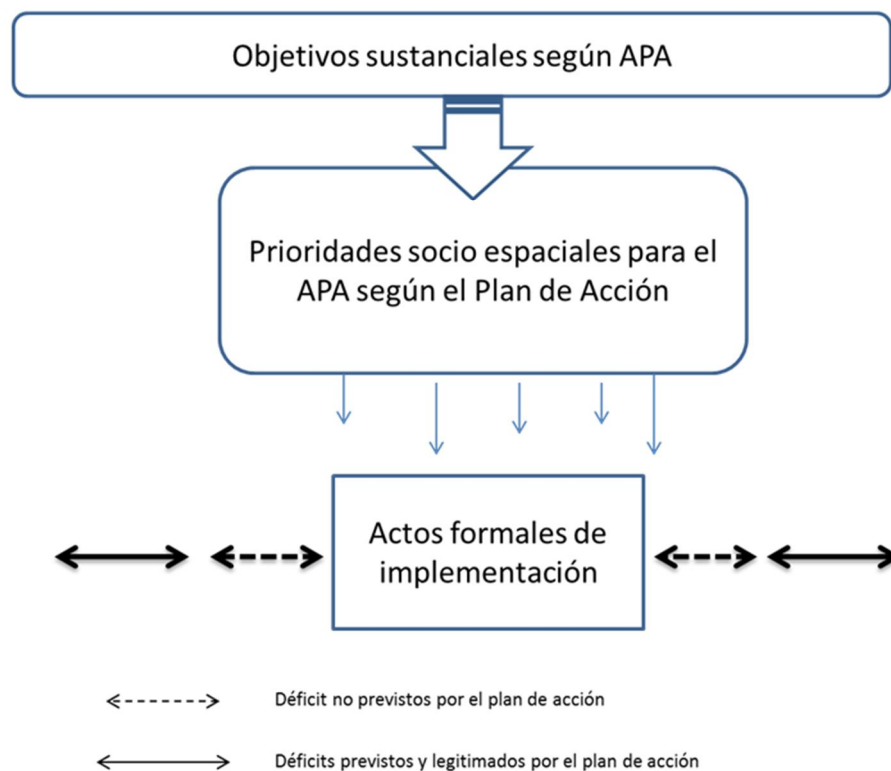 Objetivos sustanciales según APA
Prioridades socio espaciales para el
APA según el Plan de Acción
Actos formales de
implementación
Déficit no previstos por el plan de acción
Déficits previstos y legitimados por el plan de acción